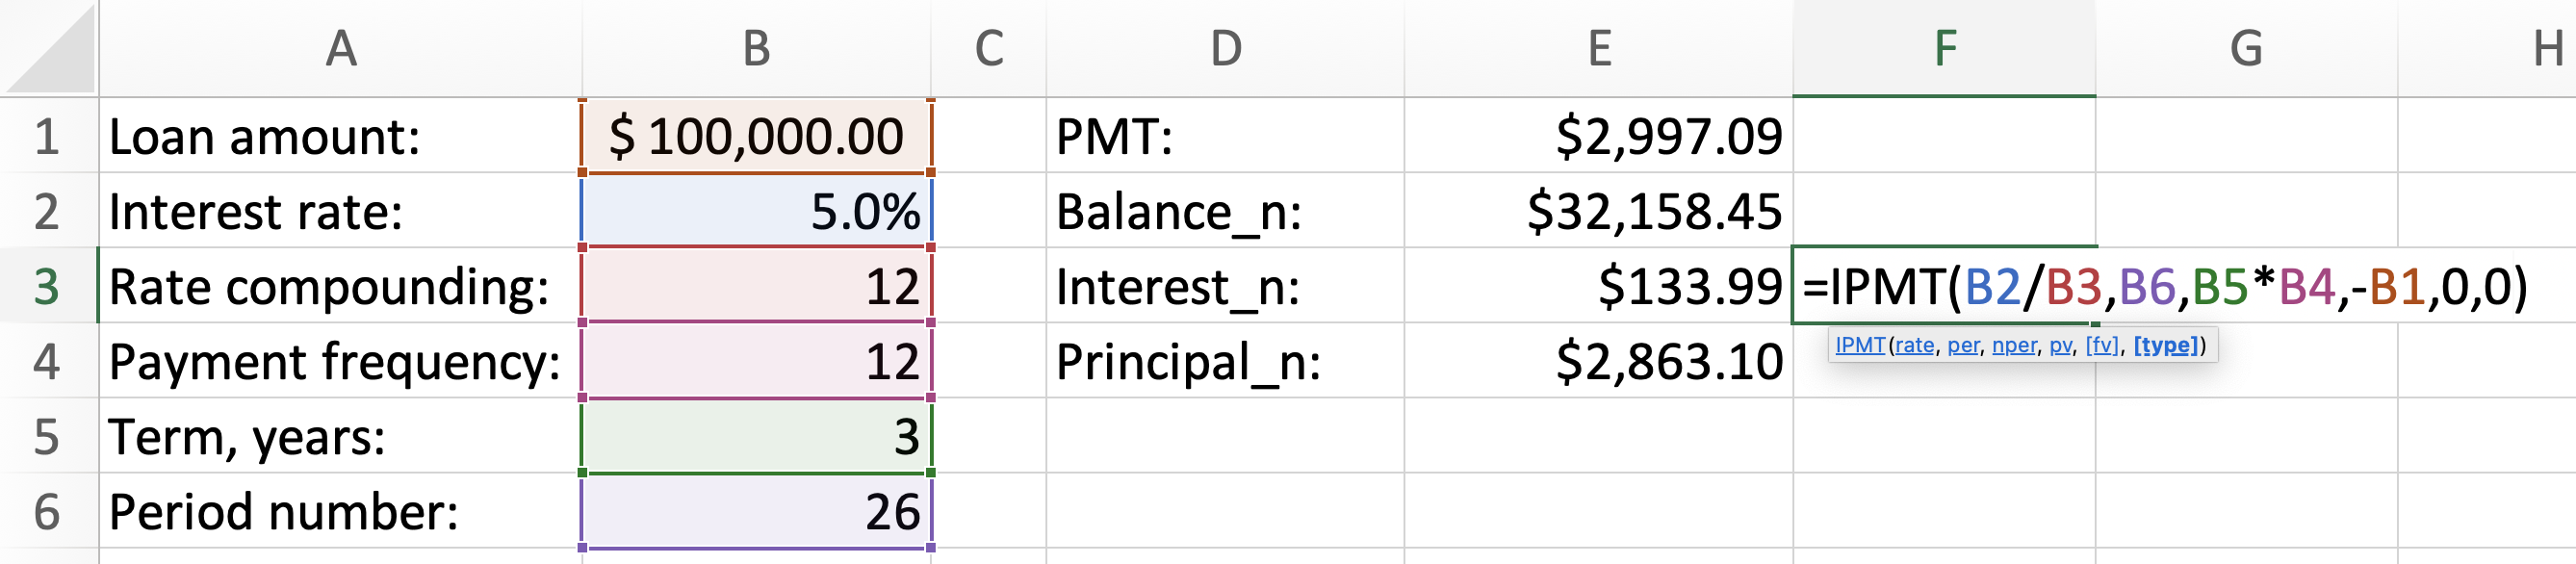 A B C D E F G H
1 Loan amount: $ 100,000.00 PMT: $2,997.09
2 Interest rate: 5.0% Balance_n: $32,158.45
3 Rate compounding: 12 Interest_n: $133.99 =IPMT(B2/B3,B6,B5*B4,-B1,0,0)
IPMT(rate, per, nper, pv, [fv], [type])
4 Payment frequency: 12 Principal_n: $2,863.10
5 Term, years: 3
6 Period number: 26